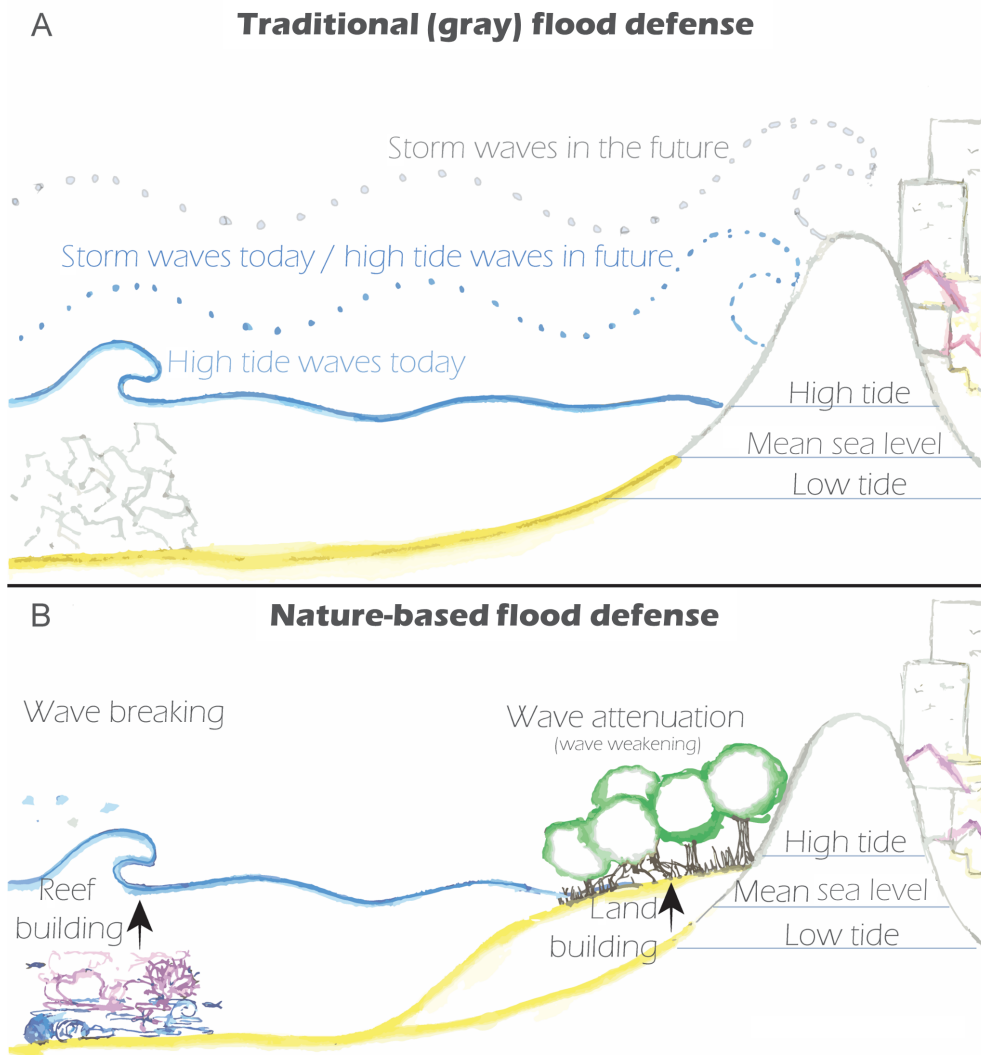 A
Traditional (gray) flood defense
Storm waves in the future
Storm waves today / high tide waves in future
High tide waves today
High tide
Mean sea level
Low tide
B
Nature-based flood defense
Wave breaking
Wave attenuation
(wave weakening)
High tide
Reef
building
Land
building
Mean sea level
Low tide